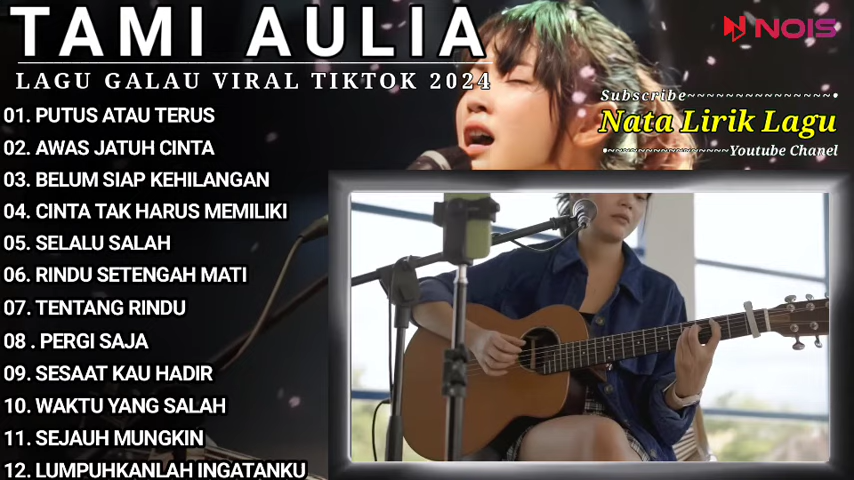 TAMI AULIA
LAGU GALAU VIRAL TIKTOK 2024
01. PUTUS ATAU TERUS
02. AWAS JATUH CINTA
03. BELUM SIAP KEHILANGAN
04. CINTA TAK HARUS MEMILIKI
05. SELALU SALAH
06. RINDU SETENGAH MATI
07. TENTANG RINDU
08 . PERGI SAJA
09. SESAAT KAU HADIR
10. WAKTU YANG SALAH
11. SEJAUH MUNGKIN
12. LUMPUHKANLAH INGATANKU
NOIS
Subscribe~~~~~~~~~~~~~~~•
Nata Lirik Lagu
•~~~~~~~~~~~~~~~~Youtube Chanel